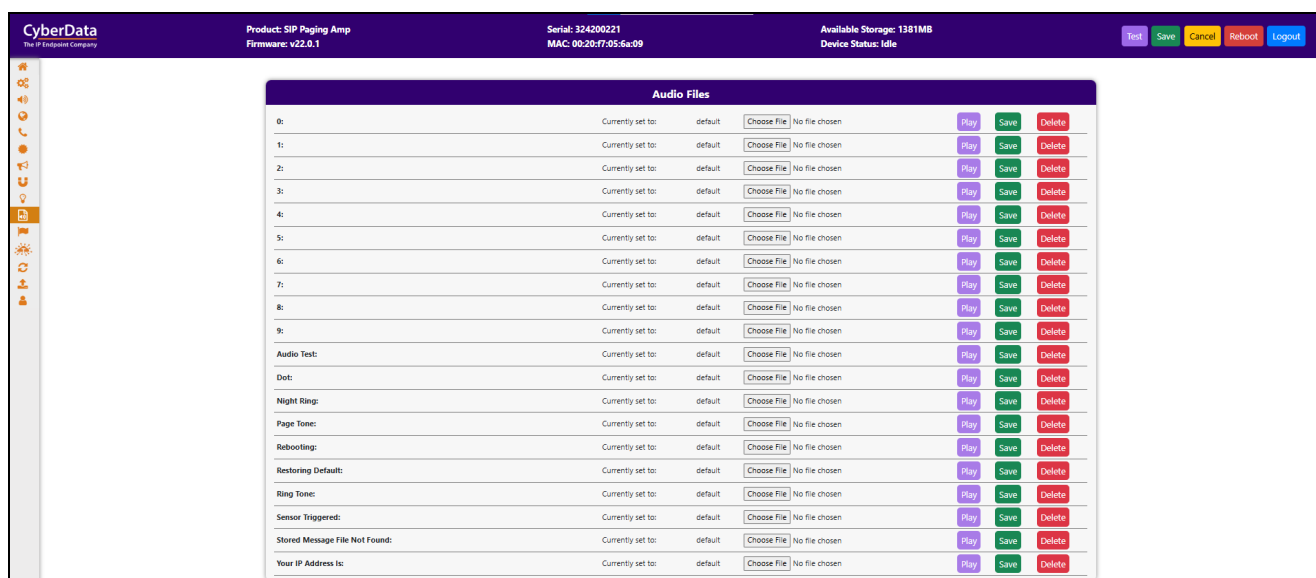 CyberData
The IP Endpoint Company
Product: SIP Paging Amp
Firmware: v22.0.1
Serial: 324200221
MAC: 00:20:f7:05:6a:09
Available Storage: 1381MB
Device Status: Idle
Test Save Cancel Reboot Logout
Audio Files
0: Currently set to: default Choose File No file chosen Play Save Delete
1: Currently set to: default Choose File No file chosen Play Save Delete
2: Currently set to: default Choose File No file chosen Play Save Delete
3: Currently set to: default Choose File No file chosen Play Save Delete
4: Currently set to: default Choose File No file chosen Play Save Delete
5: Currently set to: default Choose File No file chosen Play Save Delete
6: Currently set to: default Choose File No file chosen Play Save Delete
7: Currently set to: default Choose File No file chosen Play Save Delete
8: Currently set to: default Choose File No file chosen Play Save Delete
9: Currently set to: default Choose File No file chosen Play Save Delete
Audio Test: Currently set to: default Choose File No file chosen Play Save Delete
Dot: Currently set to: default Choose File No file chosen Play Save Delete
Night Ring: Currently set to: default Choose File No file chosen Play Save Delete
Page Tone: Currently set to: default Choose File No file chosen Play Save Delete
Rebooting: Currently set to: default Choose File No file chosen Play Save Delete
Restoring Default: Currently set to: default Choose File No file chosen Play Save Delete
Ring Tone: Currently set to: default Choose File No file chosen Play Save Delete
Sensor Triggered: Currently set to: default Choose File No file chosen Play Save Delete
Stored Message File Not Found: Currently set to: default Choose File No file chosen Play Save Delete
Your IP Address Is: Currently set to: default Choose File No file chosen Play Save Delete